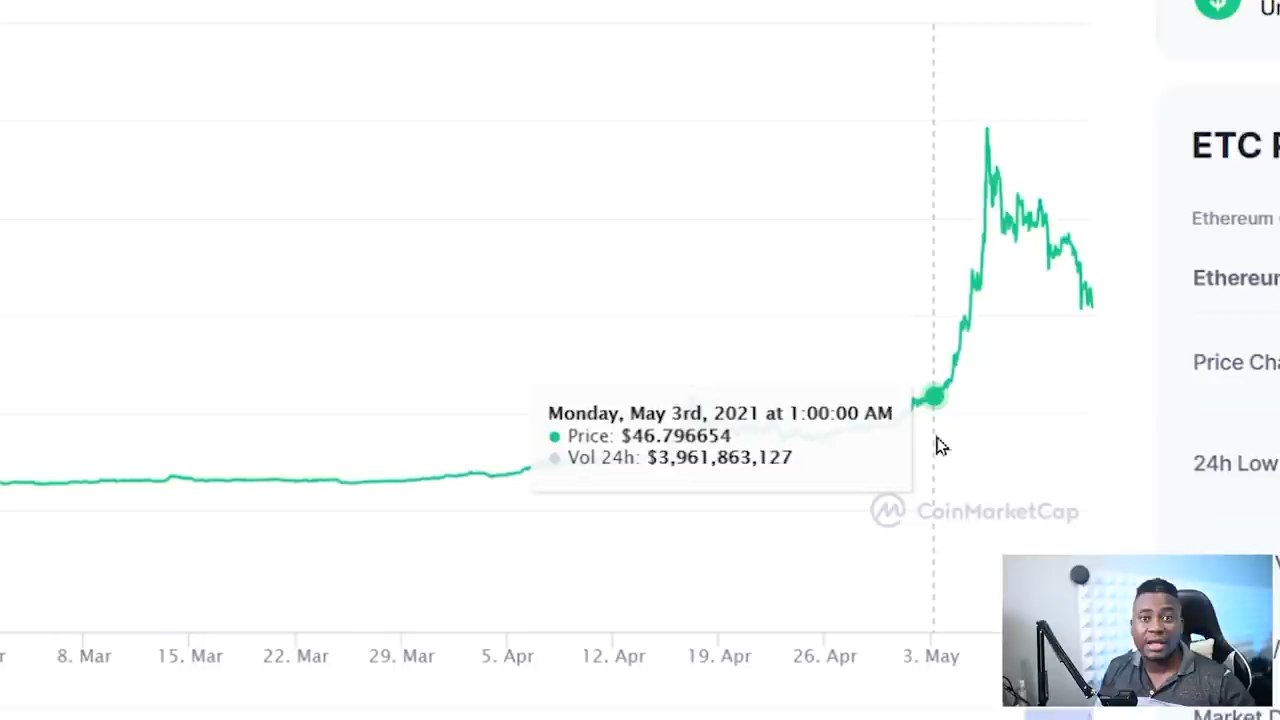 Un
ETC P
Ethereum
Ethereum
Price Cha
24h Low
Monday, May 3rd, 2021 at 1:00:00 AM
Price: $46.796654
Vol 24h: $3,961,863,127
CoinMarketCap
8. Mar
15. Mar
22. Mar
29. Mar
5. Apr
12. Apr
19. Apr
26. Apr
3. May
Market D